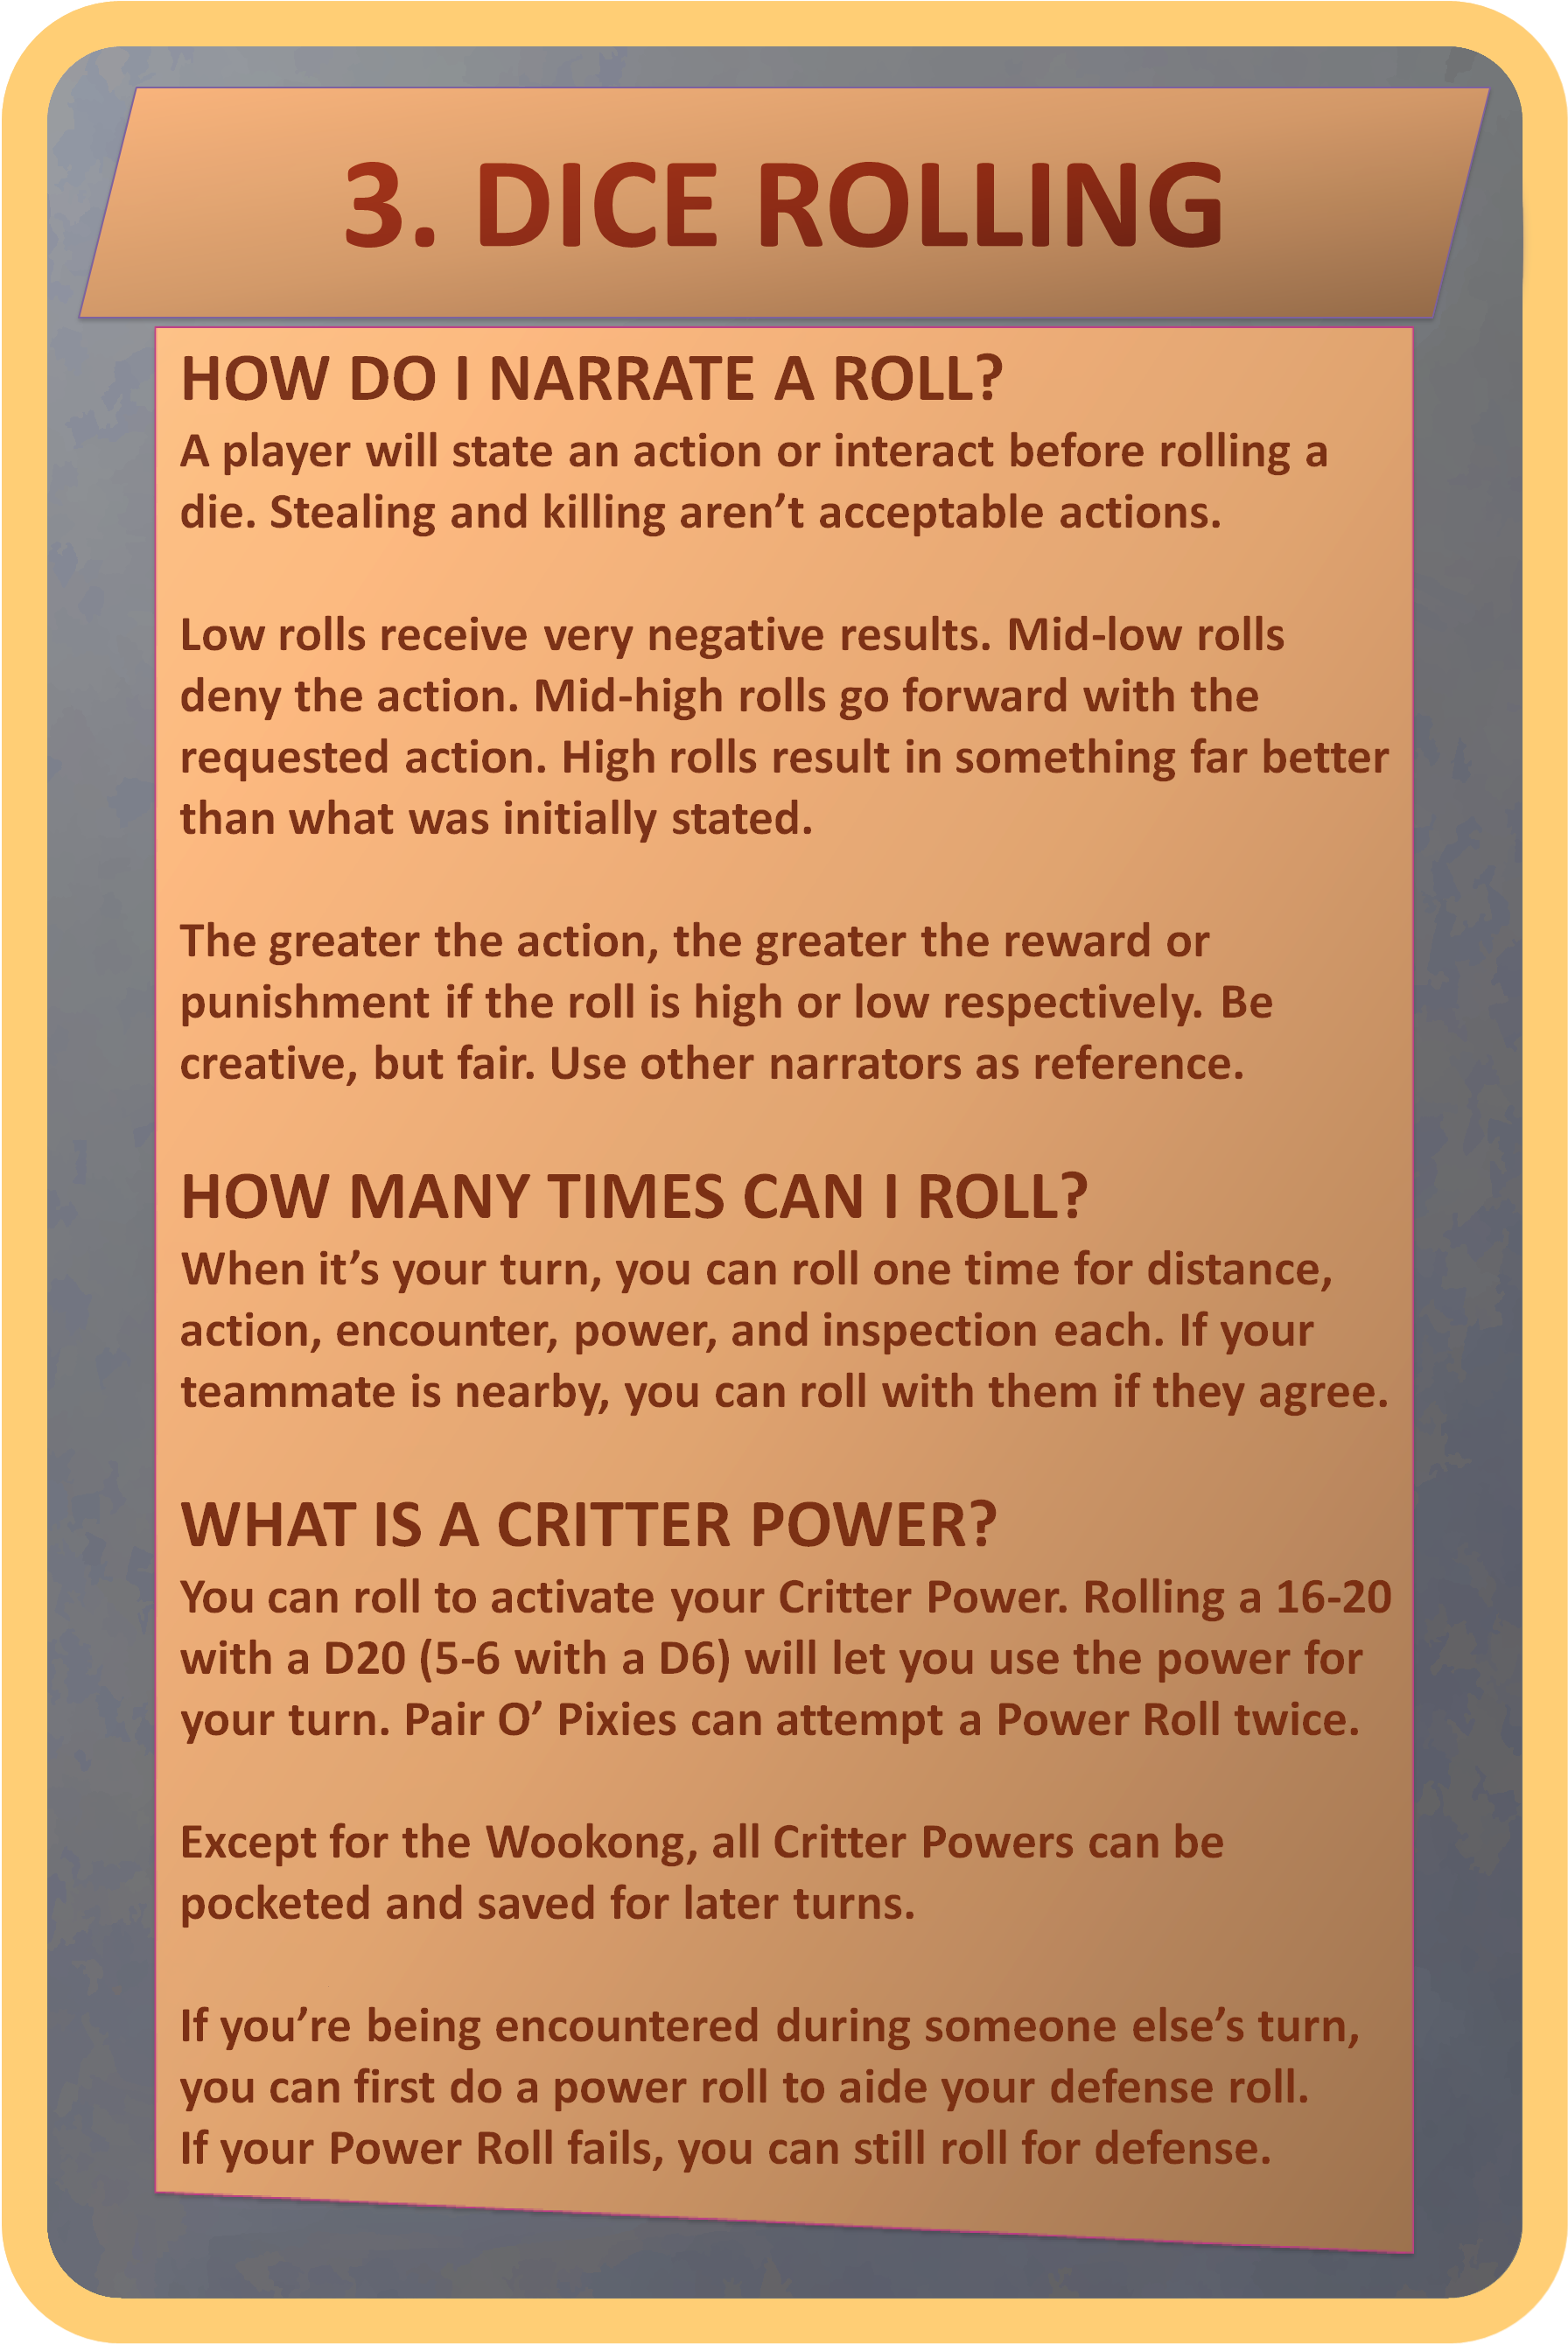 3. DICE ROLLING
HOW DO I NARRATE A ROLL?
A player will state an action or interact before rolling a
die. Stealing and killing aren’t acceptable actions.
Low rolls receive very negative results. Mid-low rolls
deny the action. Mid-high rolls go forward with the
requested action. High rolls result in something far better
than what was initially stated.
The greater the action, the greater the reward or
punishment if the roll is high or low respectively. Be
creative, but fair. Use other narrators as reference.
HOW MANY TIMES CAN I ROLL?
When it’s your turn, you can roll one time for distance,
action, encounter, power, and inspection each. If your
teammate is nearby, you can roll with them if they agree.
WHAT IS A CRITTER POWER?
You can roll to activate your Critter Power. Rolling a 16-20
with a D20 (5-6 with a D6) will let you use the power for
your turn. Pair O’ Pixies can attempt a Power Roll twice.
Except for the Wookong, all Critter Powers can be
pocketed and saved for later turns.
If you’re being encountered during someone else’s turn,
you can first do a power roll to aide your defense roll.
If your Power Roll fails, you can still roll for defense.